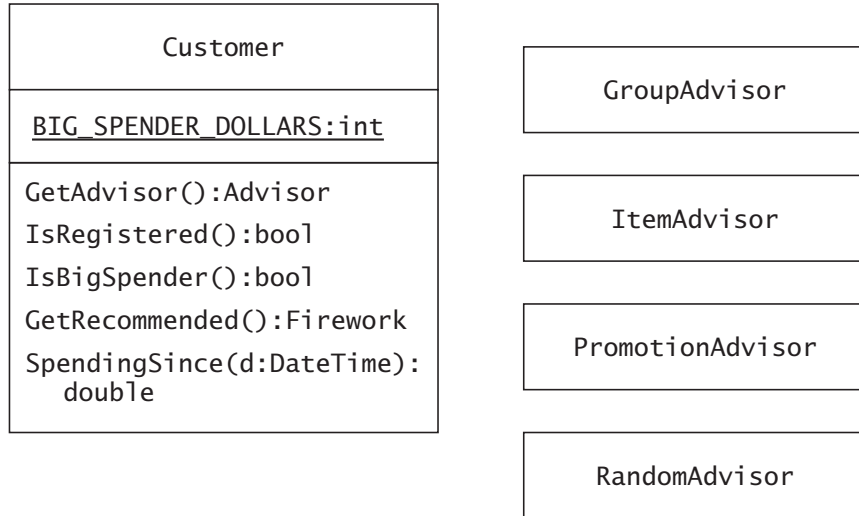 Customer
BIG_SPENDER_DOLLARS:int
GetAdvisor():Advisor
IsRegistered():bool
IsBigSpender():bool
GetRecommended():Firework
SpendingSince(d:DateTime):
double
GroupAdvisor
ItemAdvisor
PromotionAdvisor
RandomAdvisor